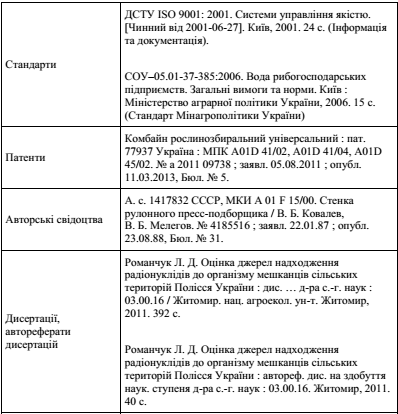 Стандарти
ДСТУ ISO 9001: 2001. Системи управління якістю.
[Чинний від 2001-06-27]. Київ, 2001. 24 с. (Інформація
та документація).
СОУ–05.01-37-385:2006. Вода рибогосподарських
підприємств. Загальні вимоги та норми. Київ :
Міністерство аграрної політики України, 2006. 15 с.
(Стандарт Мінагрополітики України)
Патенти
Комбайн рослинозбиральний універсальний : пат.
77937 Україна : МПК A01D 41/02, A01D 41/04, A01D
45/02. № а 2011 09738 ; заявл. 05.08.2011 ; опубл.
11.03.2013, Бюл. № 5.
Авторські свідоцтва
А. с. 1417832 СССР, МКИ А 01 F 15/00. Стенка
рулонного пресс-подборщика / В. Б. Ковалев,
В. Б. Мелегов. № 4185516 ; заявл. 22.01.87 ; опубл.
23.08.88, Бюл. № 31.
Дисертації,
автореферати
дисертацій
Романчук Л. Д. Оцінка джерел надходження
радіонуклідів до організму мешканців сільських
територій Полісся України : дис. … д-ра с.-г. наук :
03.00.16 / Житомир. нац. агроекол. ун-т. Житомир,
2011. 392 с.
Романчук Л. Д. Оцінка джерел надходження
радіонуклідів до організму мешканців сільських
територій Полісся України : автореф. дис. на здобуття
наук. ступеня д-ра с.-г. наук : 03.00.16. Житомир, 2011.
40 с.